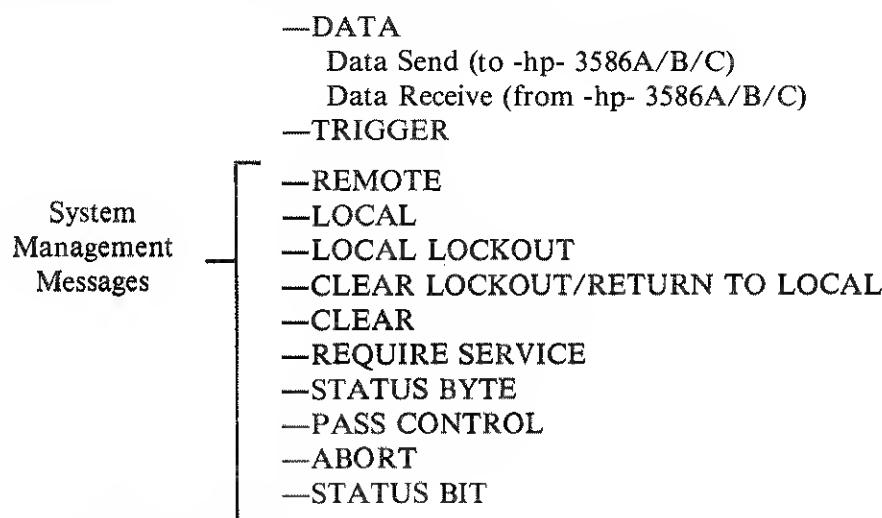 —DATA
Data Send (to -hp- 3586A/B/C)
Data Receive (from -hp- 3586A/B/C)
—TRIGGER
System
Management
Messages
—REMOTE
—LOCAL
—LOCAL LOCKOUT
—CLEAR LOCKOUT/RETURN TO LOCAL
—CLEAR
—REQUIRE SERVICE
—STATUS BYTE
—PASS CONTROL
—ABORT
—STATUS BIT